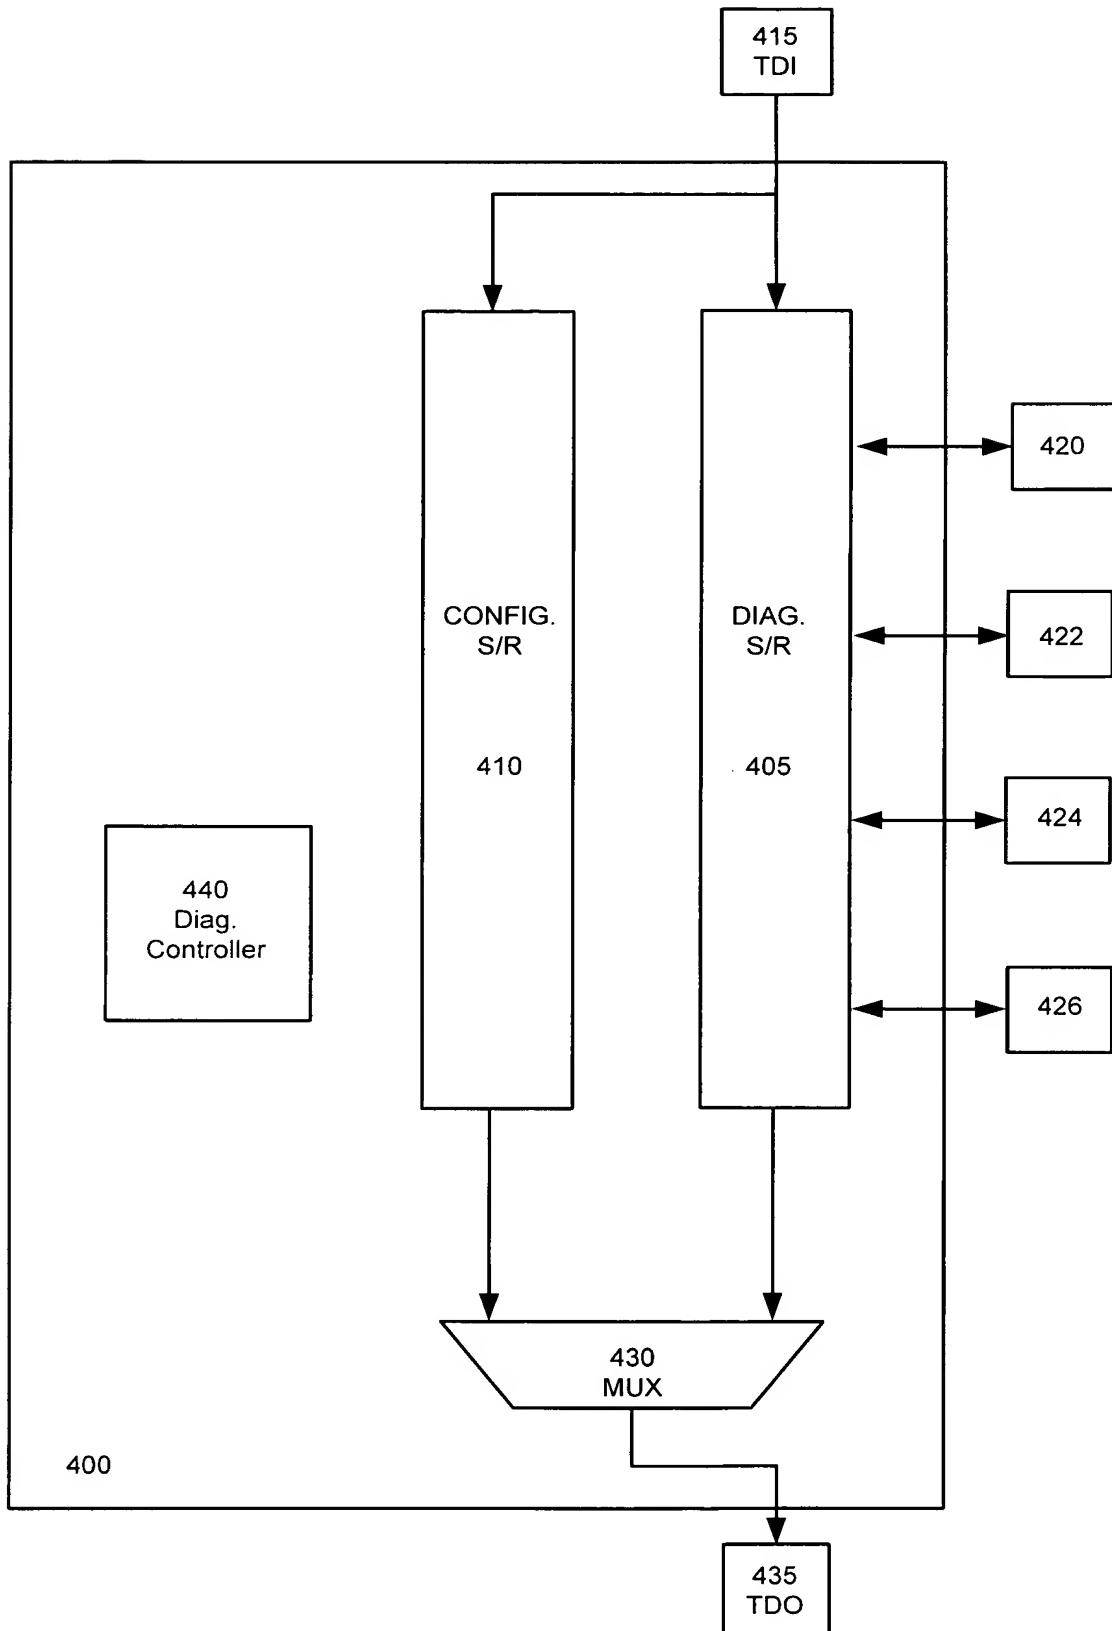 415
TDI
420
CONFIG.
S/R
DIAG.
S/R
422
410
405
424
440
Diag.
Controller
426
430
MUX
400
435
TDO